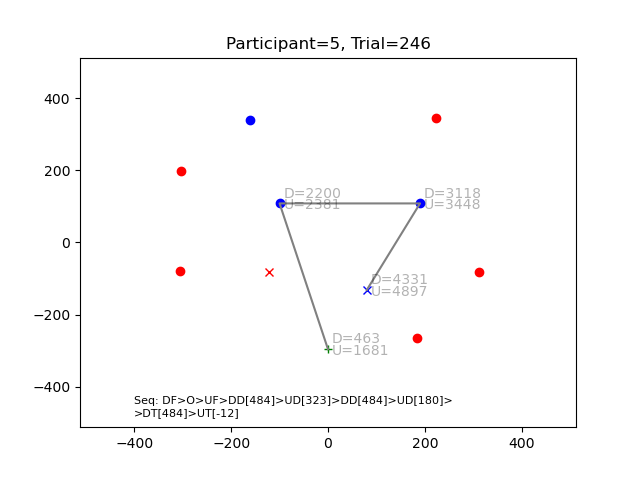 Participant=5, Trial=246
400
200
0
−200
−400
D=2200
U=2381
D=3118
U=3448
D=4331
U=4897
D=463
U=1681
Seq: DF>O>UF>DD[484]>UD[323]>DD[484]>UD[180]>
>DT[484]>UT[-12]
−400 −200 0 200 400